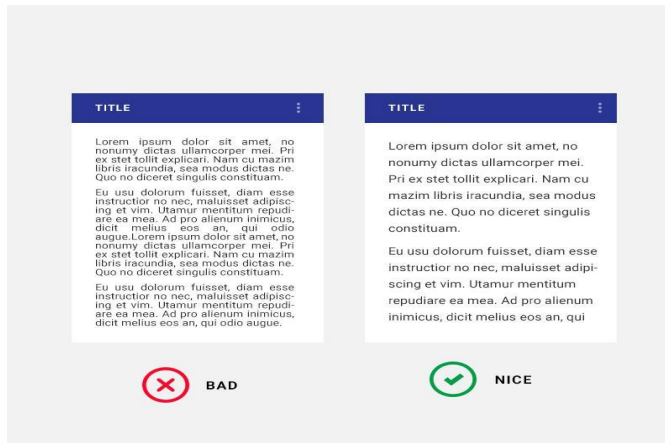 TITLE
Lorem ipsum dolor sit amet, no
nonumy dictas ullamcorper mei. Pri
ex stet tollit explicari. Nam cu mazim
libris iracundia, sea modus dictas ne.
Quo no diceret singulis constituam.
Eu usu dolorum fuisset, diam esse
instructior no nec, maluisset adipisc-
ing et vim. Utamur mentitum repudi-
are ea mea. Ad pro alienum inimicus,
dicit melius eos an, qui odio
augue.Lorem ipsum dolor sit amet, no
nonumy dictas ullamcorper mei. Pri
ex stet tollit explicari. Nam cu mazim
libris iracundia, sea modus dictas ne.
Quo no diceret singulis constituam.
Eu usu dolorum fuisset, diam esse
instructior no nec, maluisset adipisc-
ing et vim. Utamur mentitum repudi-
are ea mea. Ad pro alienum inimicus,
dicit melius eos an, qui odio augue.
BAD
TITLE
Lorem ipsum dolor sit amet, no
nonumy dictas ullamcorper mei.
Pri ex stet tollit explicari. Nam cu
mazim libris iracundia, sea modus
dictas ne. Quo no diceret singulis
constituam.
Eu usu dolorum fuisset, diam esse
instructior no nec, maluisset adipi-
scing et vim. Utamur mentitum
repudiare ea mea. Ad pro alienum
inimicus, dicit melius eos an, qui
NICE